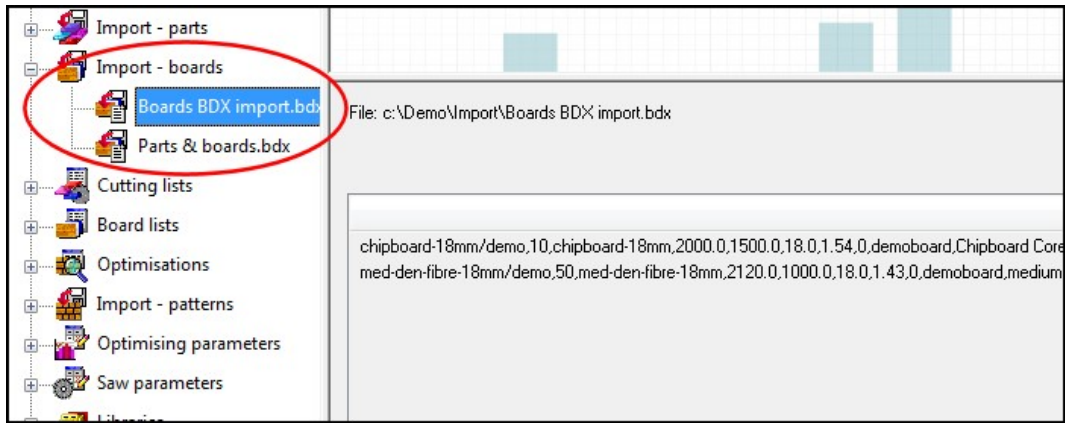 Import - parts
Import - boards
Boards BDX import.bdx
Parts & boards.bdx
Cutting lists
Board lists
Optimisations
Import - patterns
Optimising parameters
Saw parameters
Libraries
File: c:\Demo\Import\Boards BDX import.bdx
chipboard-18mm/demo,10,chipboard-18mm,2000.0,1500.0,18.0,1.54,0,demoboard,Chipboard Core
med-den-fibre-18mm/demo,50,med-den-fibre-18mm,2120.0,1000.0,18.0,1.43,0,demoboard,medium